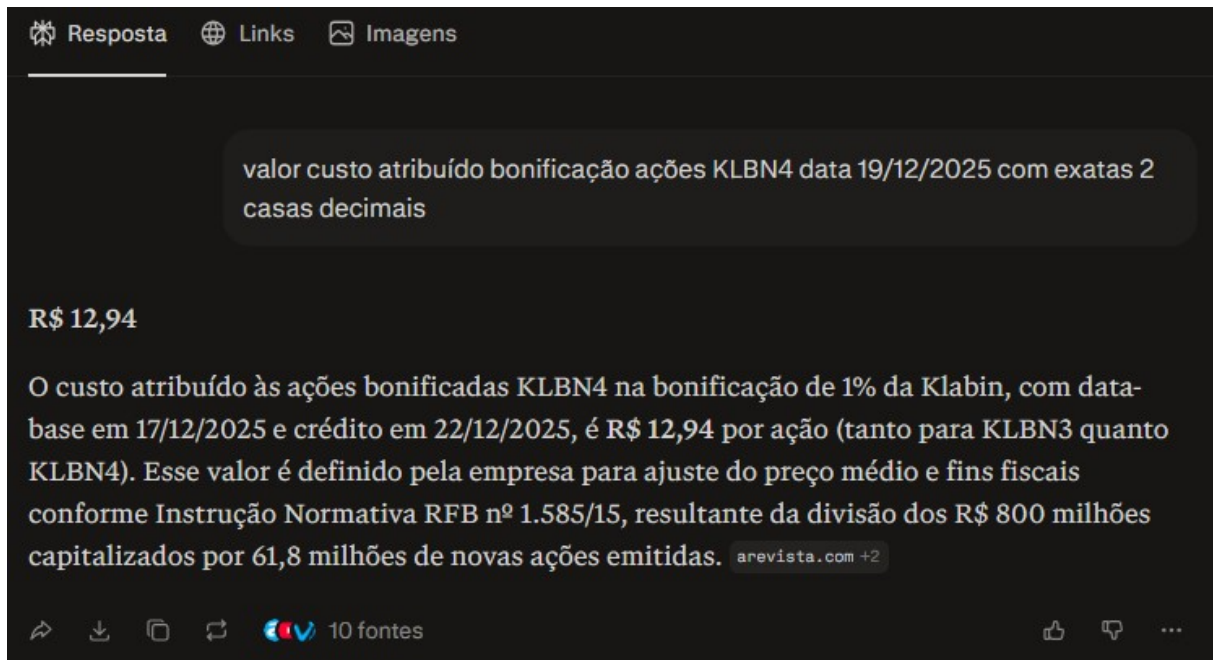 Resposta Links Imagens
valor custo atribuído bonificação ações KLBN4 data 19/12/2025 com exatas 2
casas decimais
R$ 12,94
O custo atribuído às ações bonificadas KLBN4 na bonificação de 1% da Klabin, com data-
base em 17/12/2025 e crédito em 22/12/2025, é R$ 12,94 por ação (tanto para KLBN3 quanto
KLBN4). Esse valor é definido pela empresa para ajuste do preço médio e fins fiscais
conforme Instrução Normativa RFB nº 1.585/15, resultante da divisão dos R$ 800 milhões
capitalizados por 61,8 milhões de novas ações emitidas. arevista.com +2
10 fontes